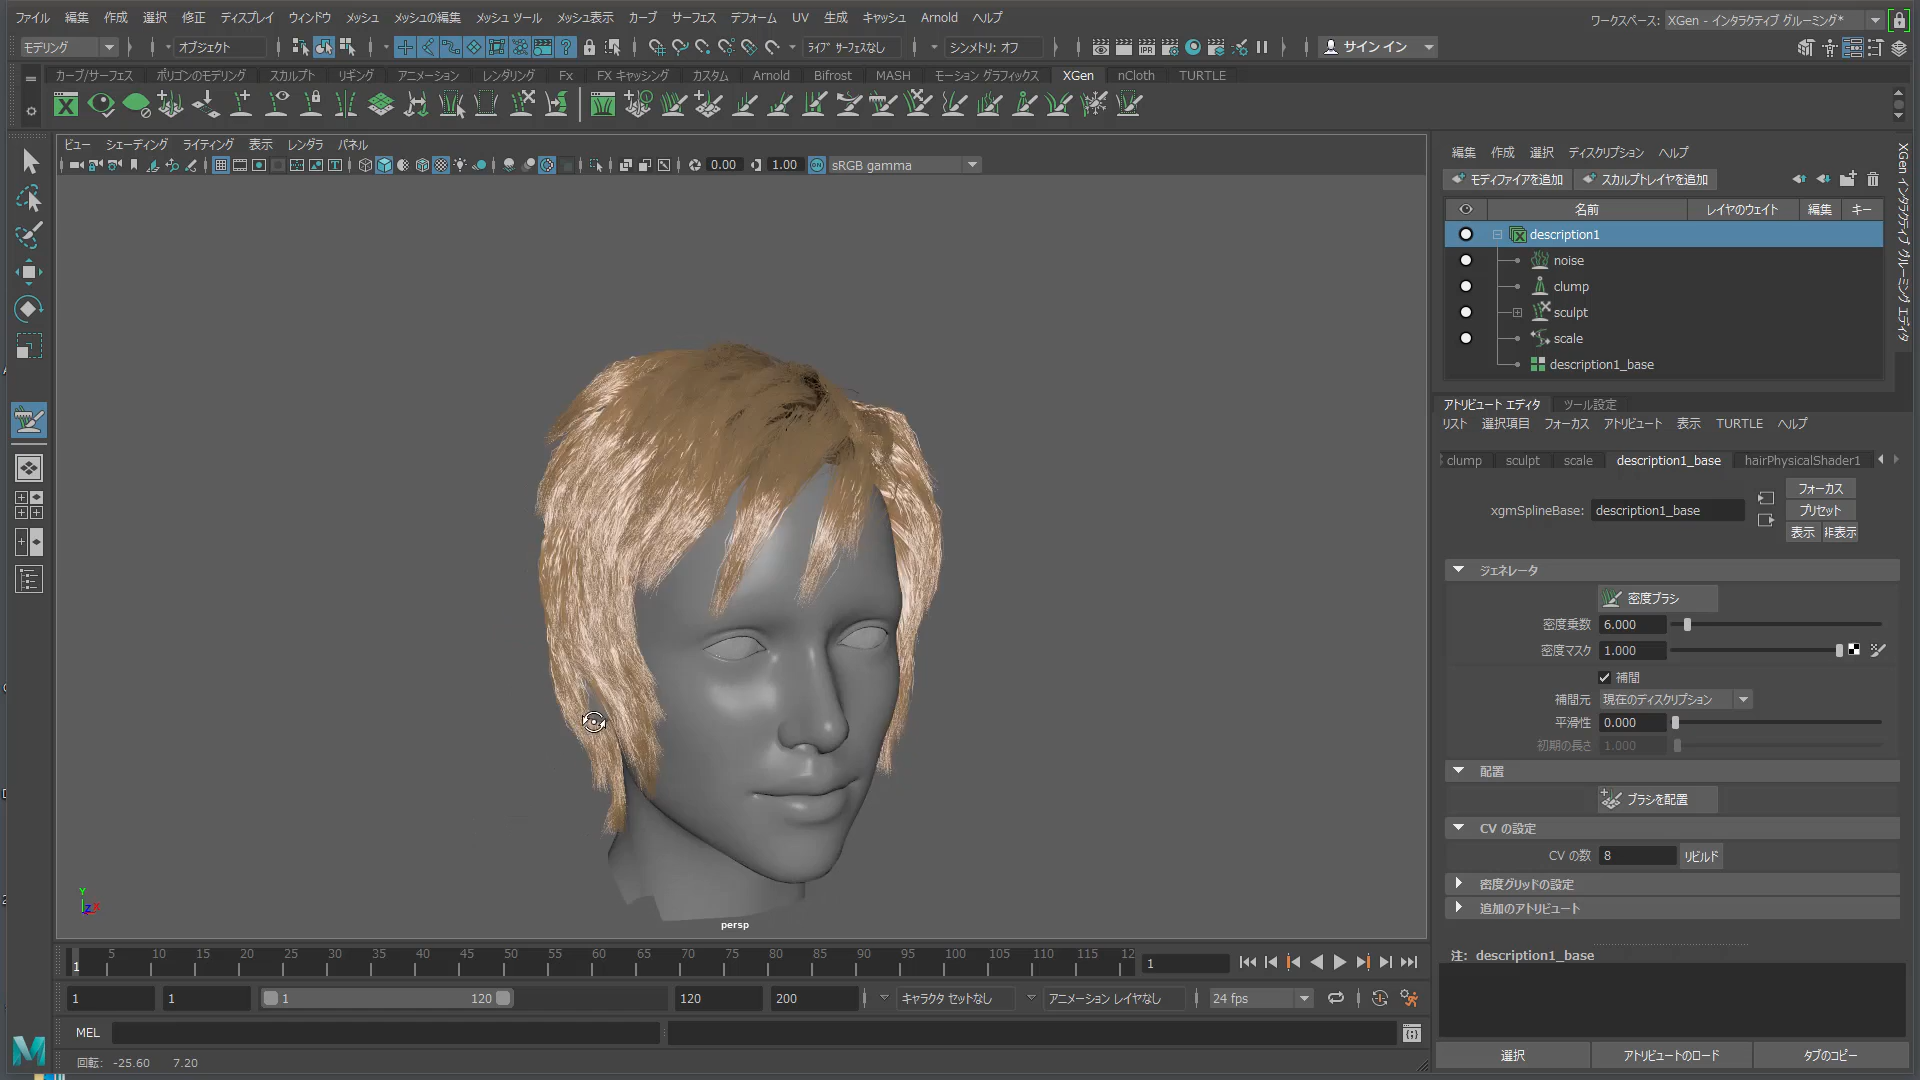 ファイル 編集 作成 選択 修正 ディスプレイ ウィンドウ メッシュ メッシュの編集 メッシュ ツール メッシュ表示 カーブ サーフェス デフォーム UV 生成 キャッシュ Arnold ヘルプ
ワークスペース: XGen - インタラクティブ グルーミング*
モデリング オブジェクト ライブ サーフェスなし シンメトリ: オフ サイン イン
カーブ/サーフェス ポリゴンのモデリング スカルプト リギング アニメーション レンダリング Fx FX キャッシング カスタム Arnold Bifrost MASH モーション グラフィックス XGen nCloth TURTLE
ビュー シェーディング ライティング 表示 レンダラ パネル
0.00 1.00 sRGB gamma
編集 作成 選択 ディスクリプション ヘルプ
モディファイアを追加 スカルプトレイヤを追加
名前 レイヤのウェイト 編集 キー
description1
noise
clump
sculpt
scale
description1_base
XGen インタラクティブ グルーミング エディタ
アトリビュート エディタ ツール設定
リスト 選択項目 フォーカス アトリビュート 表示 TURTLE ヘルプ
clump sculpt scale description1_base hairPhysicalShader1
フォーカス
xgmSplineBase: description1_base プリセット
表示 非表示
ジェネレータ
密度ブラシ
密度乗数 6.000
密度マスク 1.000
補間
補間元 現在のディスクリプション
平滑性 0.000
初期の長さ 1.000
配置
ブラシを配置
CV の設定
CV の数 8 リビルド
密度グリッドの設定
追加のアトリビュート
注: description1_base
選択 アトリビュートのロード タブのコピー
Y
persp
5 10 15 20 25 30 35 40 45 50 55 60 65 70 75 80 85 90 95 100 105 110 115 12
1 1
1 1 1 120 120 200 キャラクタ セットなし アニメーション レイヤなし 24 fps
MEL
回転: -25.60 7.20